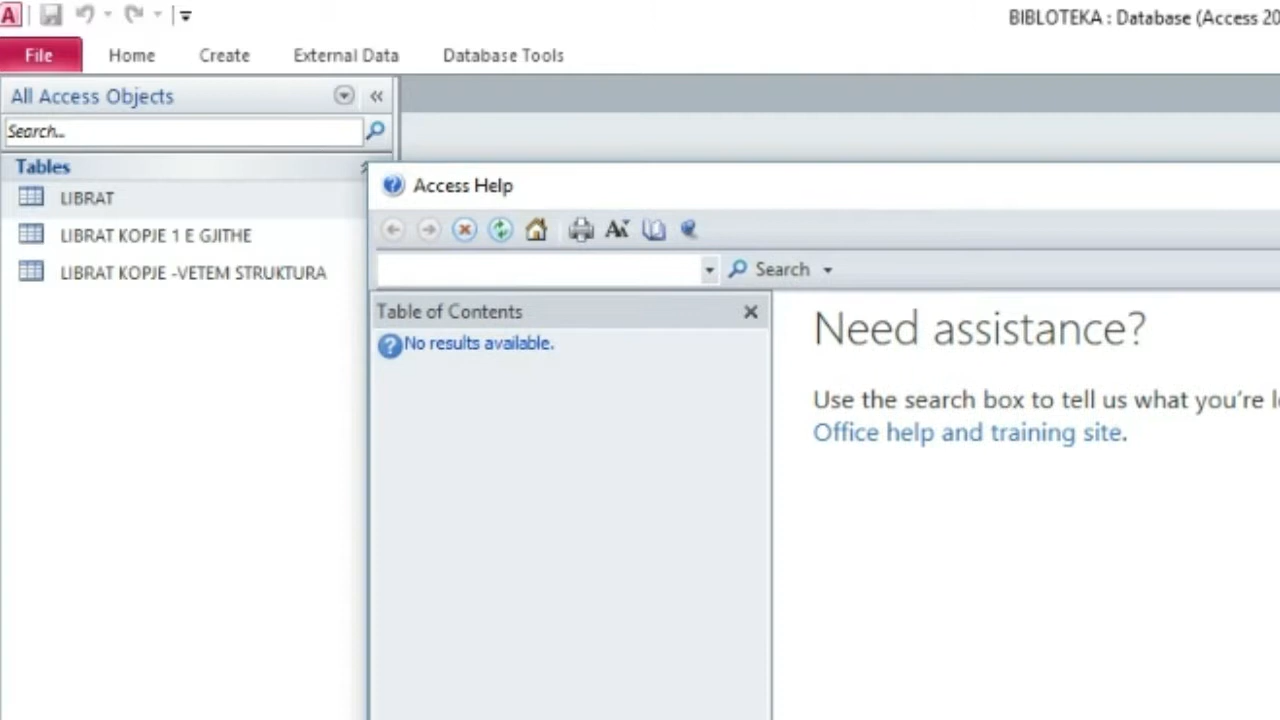 BIBLOTEKA : Database (Access 20
File Home Create External Data Database Tools
All Access Objects
Search...
Tables
LIBRAT
LIBRAT KOPJE 1 E GJITHE
LIBRAT KOPJE -VETEM STRUKTURA
Access Help
Search
Table of Contents
No results available.
Need assistance?
Use the search box to tell us what you're
Office help and training site.